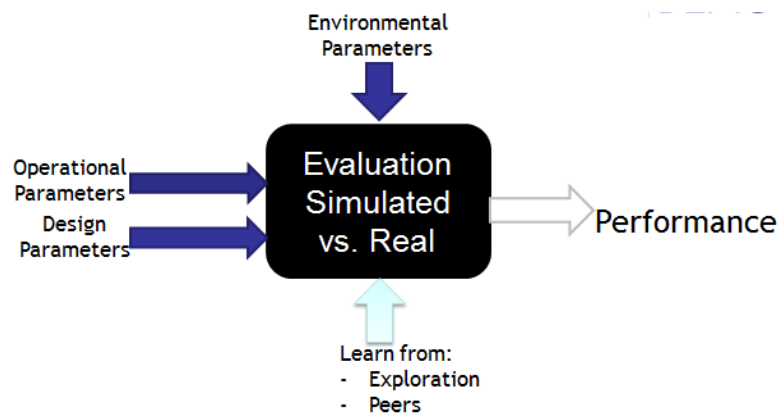 Environmental
Parameters
Operational
Parameters
Design
Parameters
Evaluation
Simulated
vs. Real
Performance
Learn from:
- Exploration
- Peers